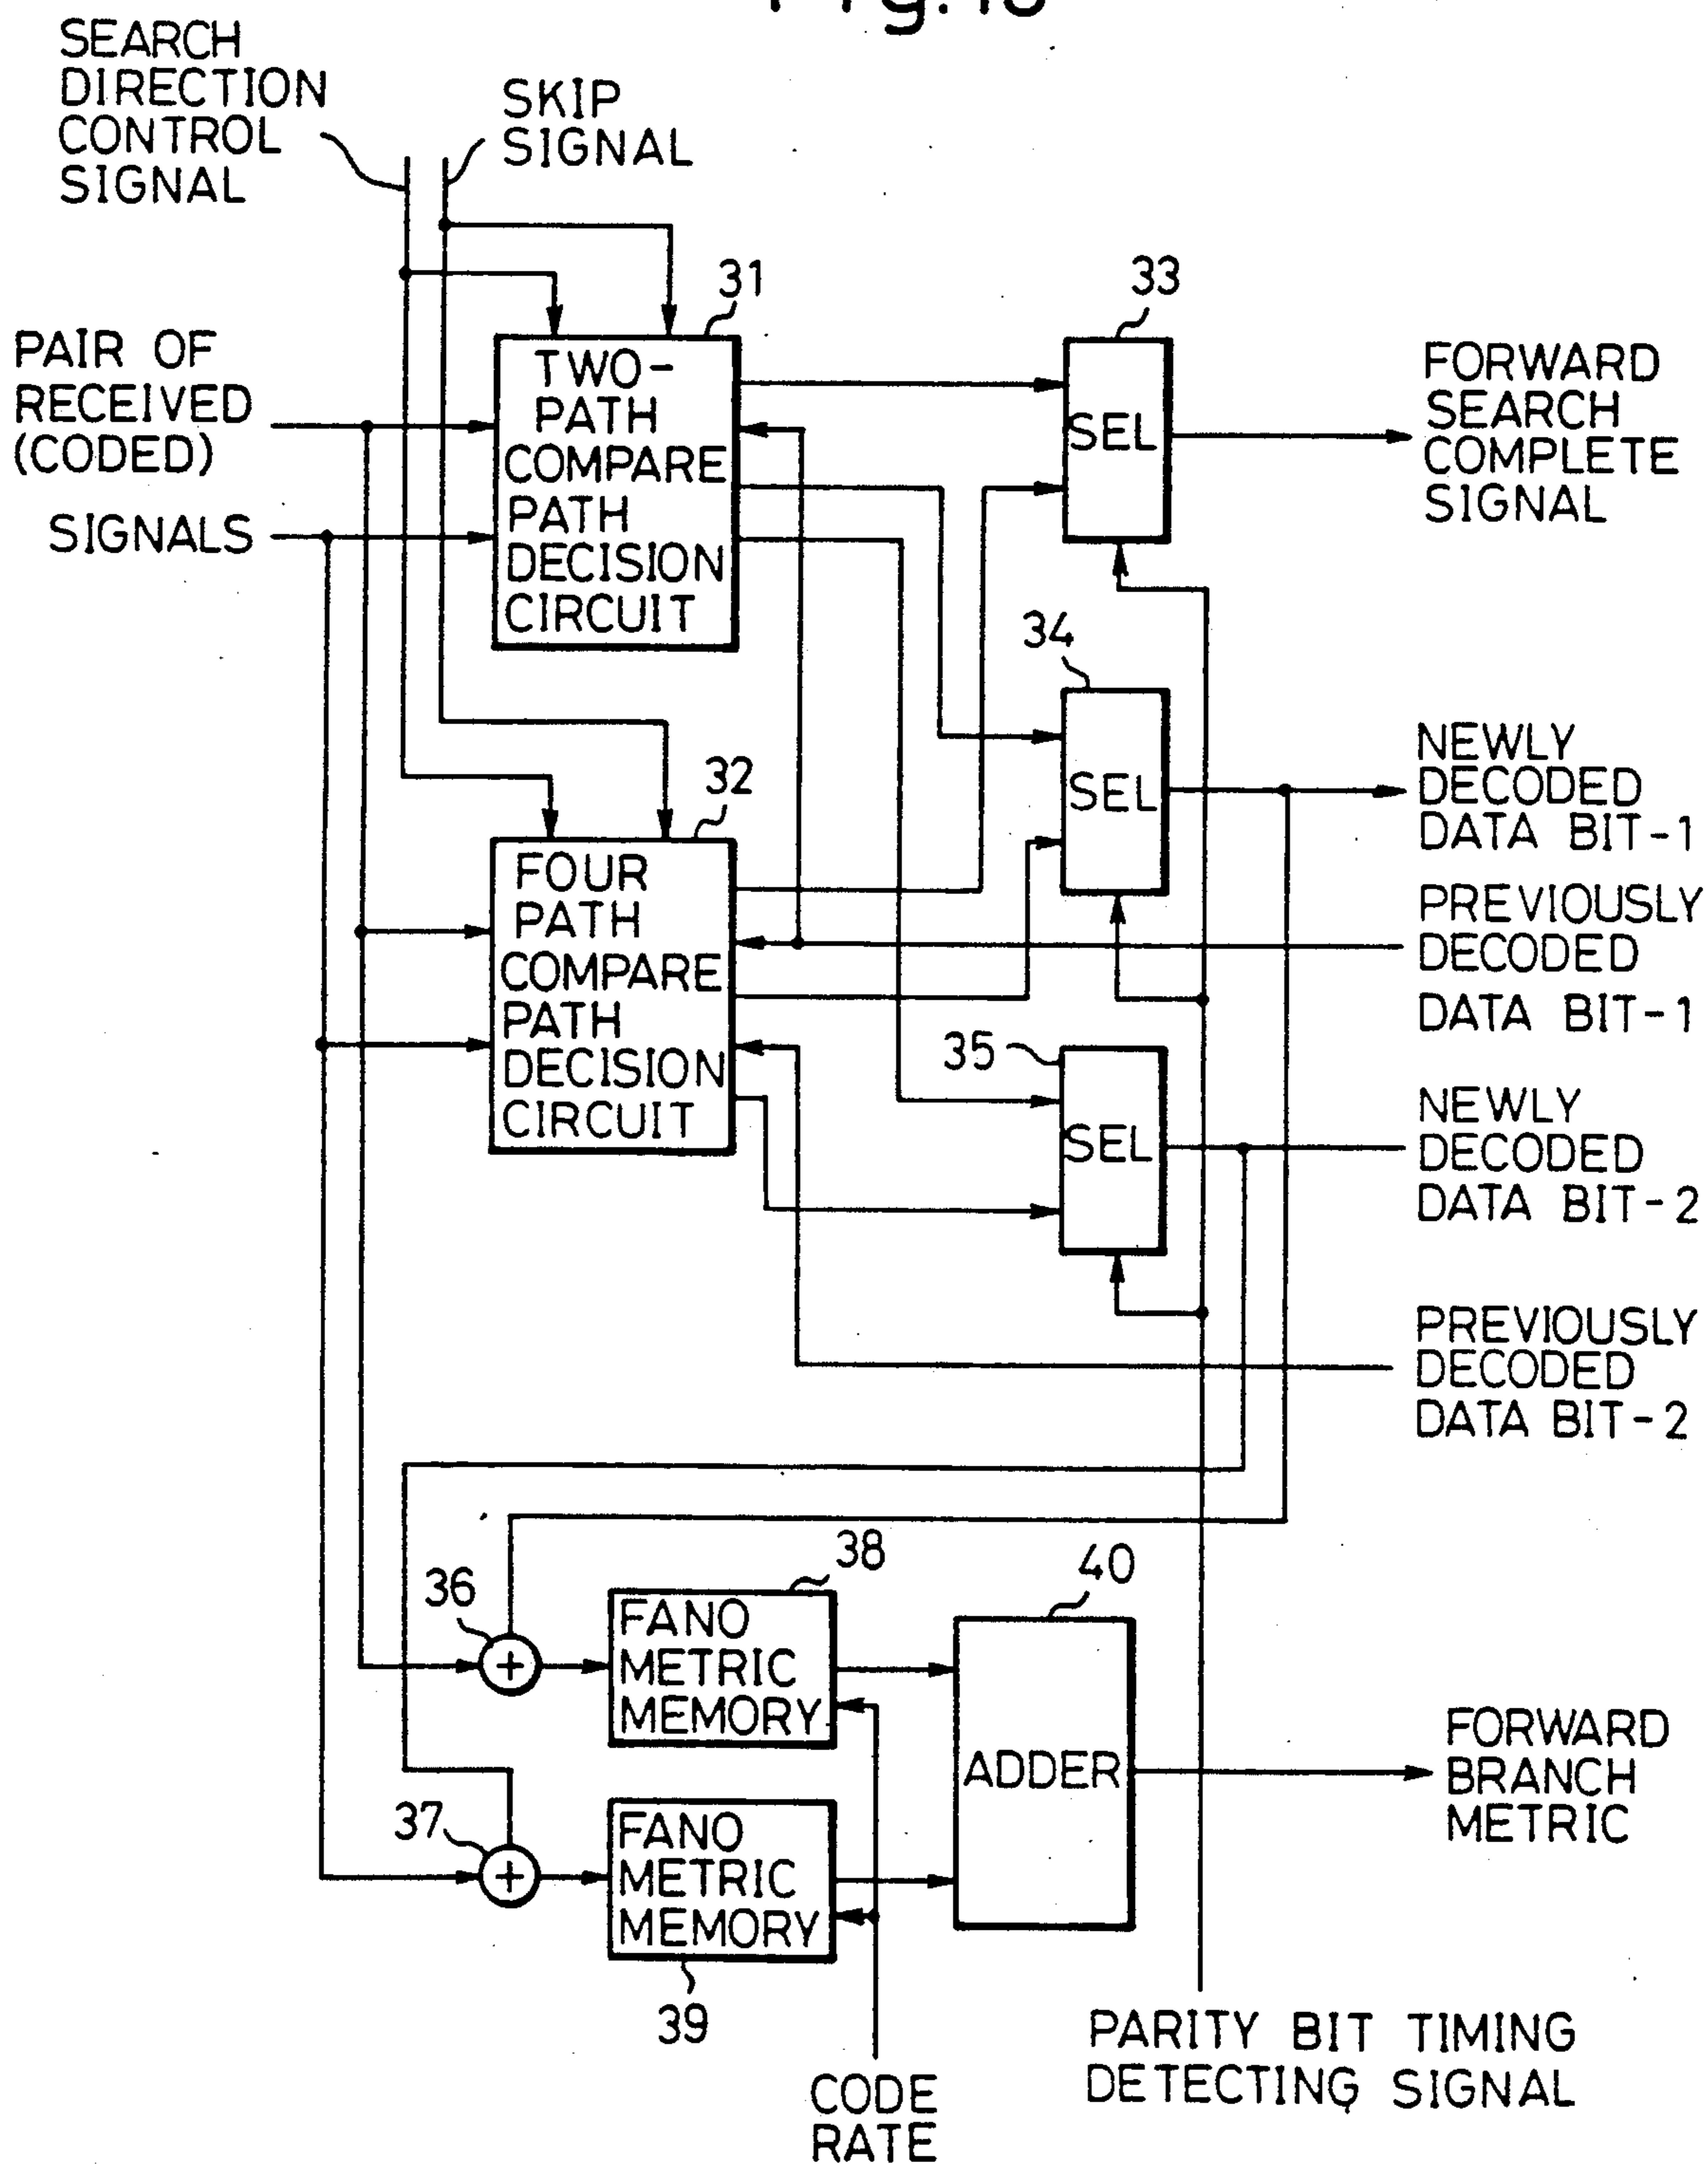 SEARCH
DIRECTION
CONTROL
SIGNAL
SKIP
SIGNAL
31
33
PAIR OF
RECEIVED
(CODED)
SIGNALS
TWO-
PATH
COMPARE
PATH
DECISION
CIRCUIT
SEL
FORWARD
SEARCH
COMPLETE
SIGNAL
34
SEL
NEWLY
DECODED
DATA BIT-1
32
FOUR
PATH
COMPARE
PATH
DECISION
CIRCUIT
PREVIOUSLY
DECODED
DATA BIT-1
35
SEL
NEWLY
DECODED
DATA BIT-2
PREVIOUSLY
DECODED
DATA BIT-2
36
+
38
FANO
METRIC
MEMORY
40
ADDER
FORWARD
BRANCH
METRIC
37
+
FANO
METRIC
MEMORY
39
CODE
RATE
PARITY BIT TIMING
DETECTING SIGNAL